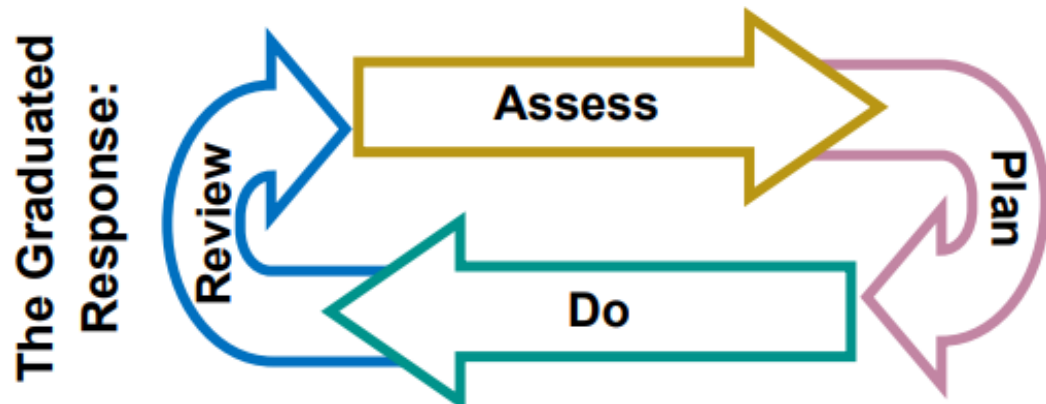 The Graduated
Response:
Assess
Plan
Do
Review